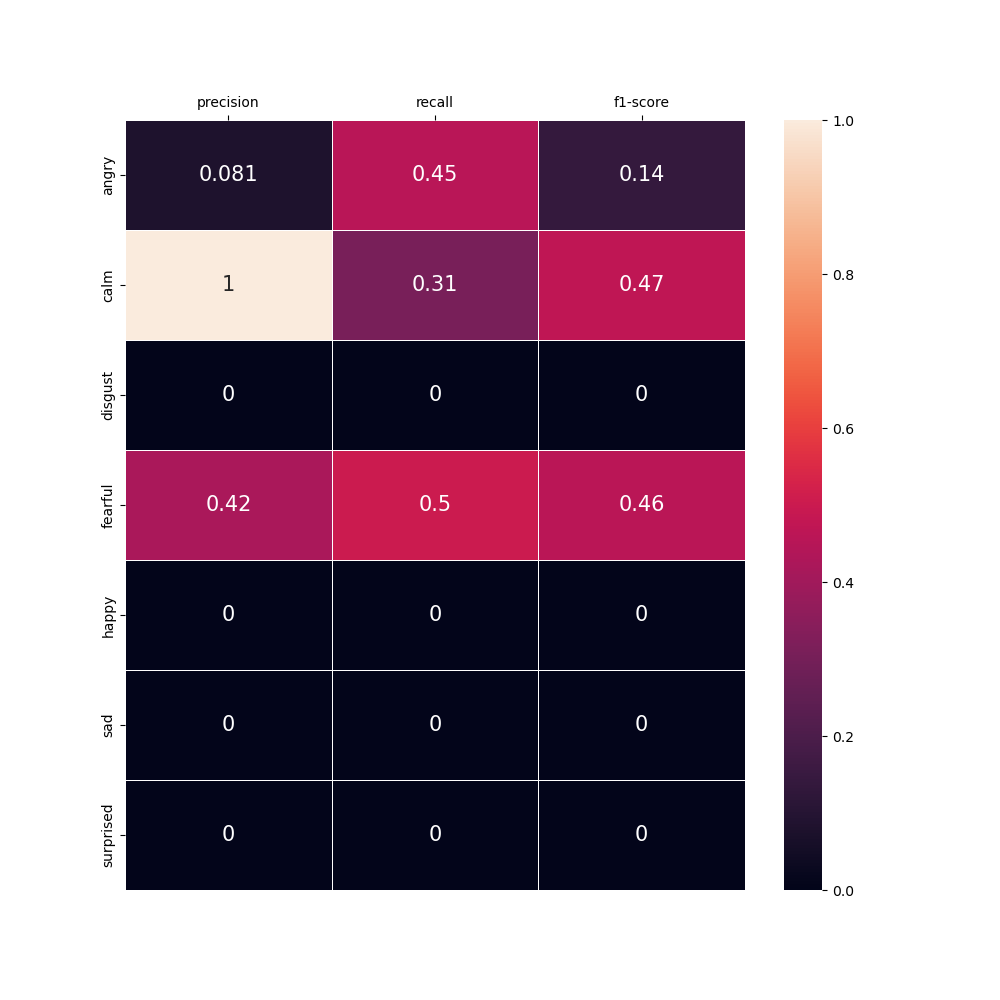 precision recall f1-score
angry 0.081 0.45 0.14
calm 1 0.31 0.47
disgust 0 0 0
fearful 0.42 0.5 0.46
happy 0 0 0
sad 0 0 0
surprised 0 0 0
1.0
0.8
0.6
0.4
0.2
0.0